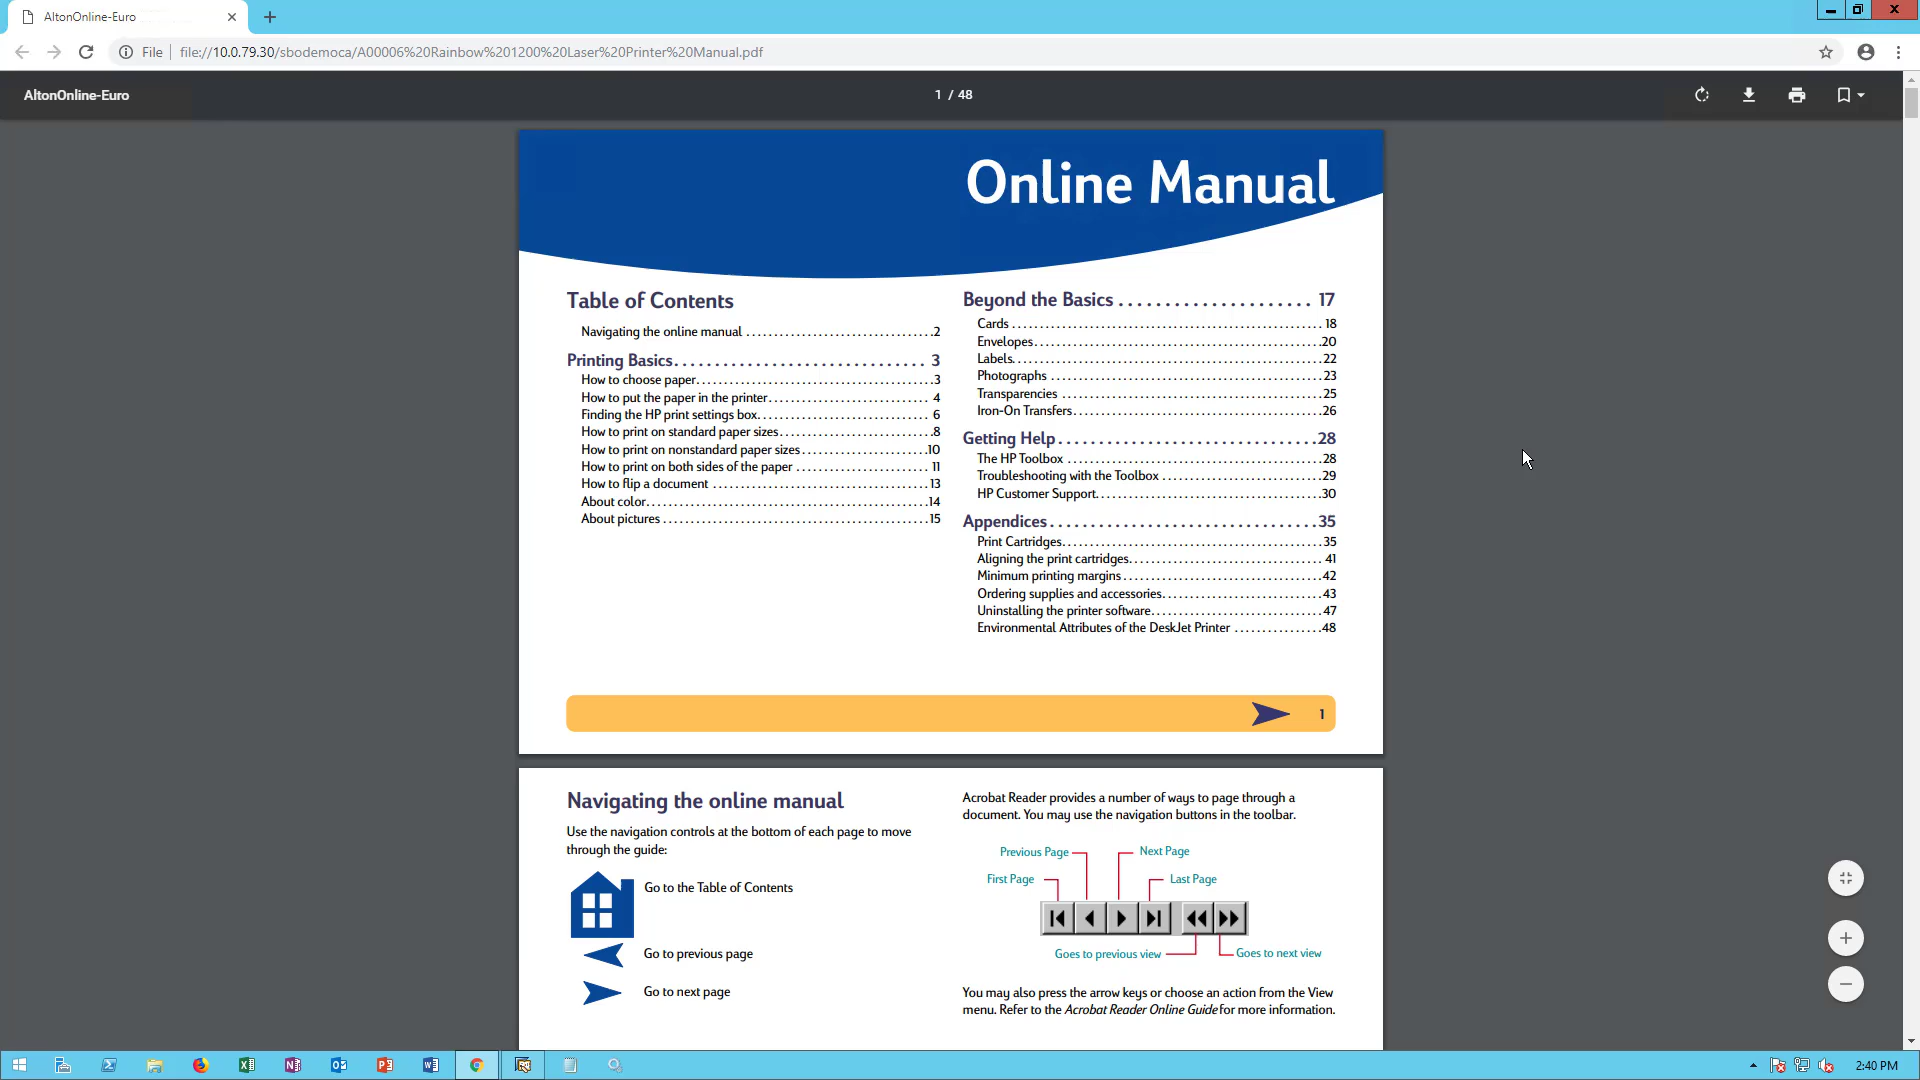 AltonOnline-Euro
File
file://10.0.79.30/sbodemoca/A00006%20Rainbow%201200%20Laser%20Printer%20Manual.pdf
AltonOnline-Euro
1 / 48
Online Manual
Table of Contents
Navigating the online manual ..................................2
Printing Basics............................... 3
How to choose paper...........................................3
How to put the paper in the printer............................. 4
Finding the HP print settings box............................... 6
How to print on standard paper sizes............................8
How to print on nonstandard paper sizes.......................10
How to print on both sides of the paper ........................ 11
How to flip a document .......................................13
About color...................................................14
About pictures ................................................15
Beyond the Basics ..................... 17
Cards ........................................................ 18
Envelopes....................................................20
Labels........................................................22
Photographs .................................................23
Transparencies ...............................................25
Iron-On Transfers.............................................26
Getting Help................................28
The HP Toolbox ..............................................28
Troubleshooting with the Toolbox .............................29
HP Customer Support.........................................30
Appendices.................................35
Print Cartridges...............................................35
Aligning the print cartridges................................... 41
Minimum printing margins ....................................42
Ordering supplies and accessories.............................43
Uninstalling the printer software...............................47
Environmental Attributes of the DeskJet Printer ................48
1
Navigating the online manual
Use the navigation controls at the bottom of each page to move
through the guide:
Go to the Table of Contents
Go to previous page
Go to next page
Acrobat Reader provides a number of ways to page through a
document. You may use the navigation buttons in the toolbar.
Previous Page
Next Page
First Page
Last Page
Goes to previous view
Goes to next view
You may also press the arrow keys or choose an action from the View
menu. Refer to the Acrobat Reader Online Guide for more information.
2:40 PM